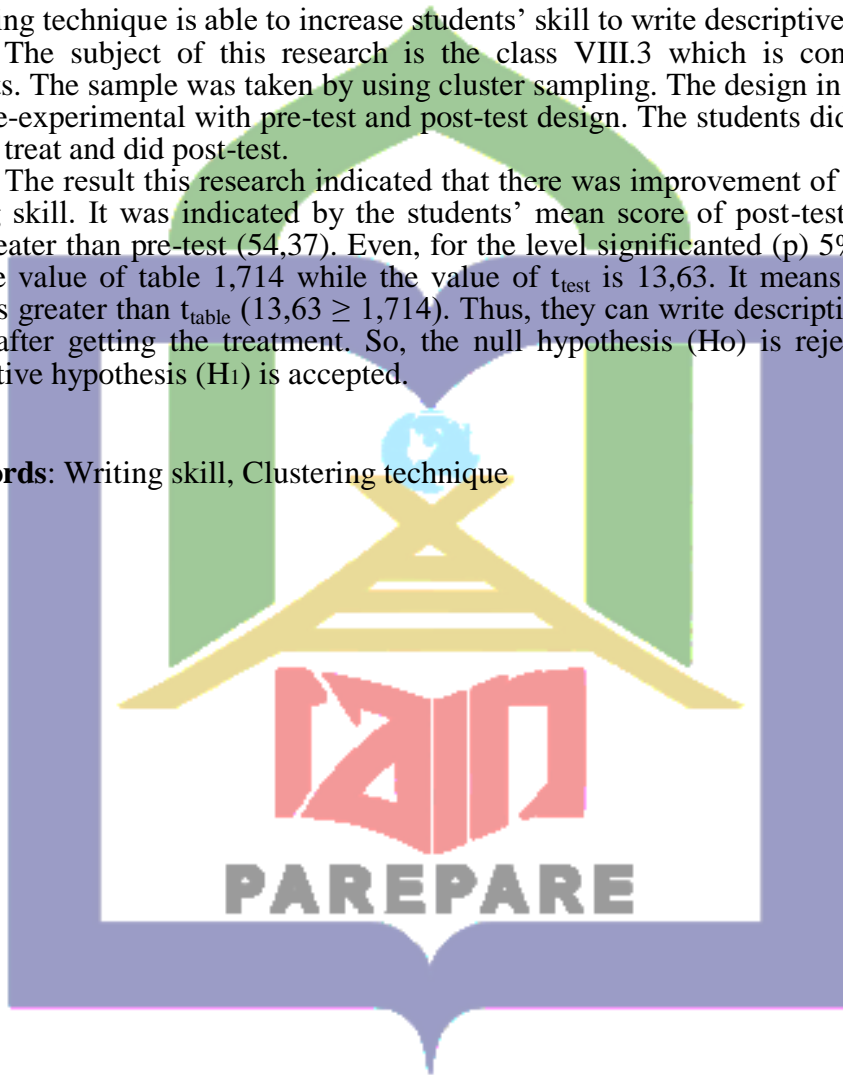 ing technique is able to increase students’ skill to write descriptive
The subject of this research is the class VIII.3 which is con
ts. The sample was taken by using cluster sampling. The design in
e-experimental with pre-test and post-test design. The students did
treat and did post-test.
The result this research indicated that there was improvement of
g skill. It was indicated by the students’ mean score of post-test
eater than pre-test (54,37). Even, for the level significanted (p) 5%
e value of table 1,714 while the value of ttest is 13,63. It means
s greater than ttable (13,63 ≥ 1,714). Thus, they can write descripti
after getting the treatment. So, the null hypothesis (Ho) is reje
tive hypothesis (H1) is accepted.
ords: Writing skill, Clustering technique
iain
PAREPARE